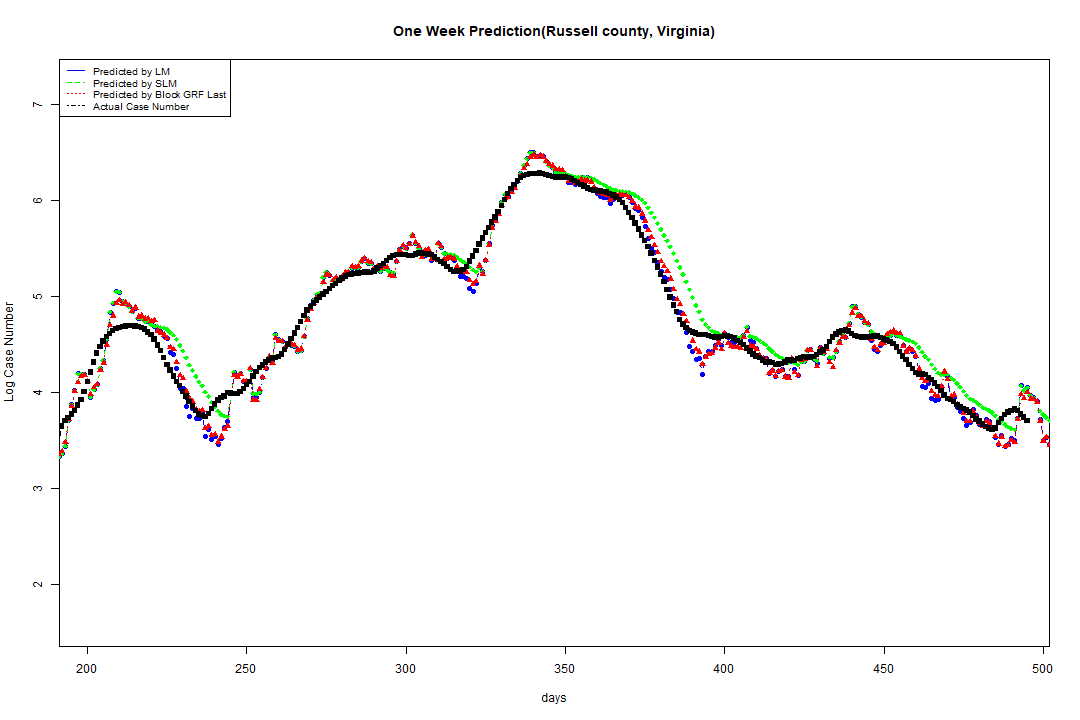 One Week Prediction(Russell county, Virginia)
Predicted by LM
Predicted by SLM
Predicted by Block GRF Last
Actual Case Number
7
6
5
4
3
2
Log Case Number
200 250 300 350 400 450 500
days